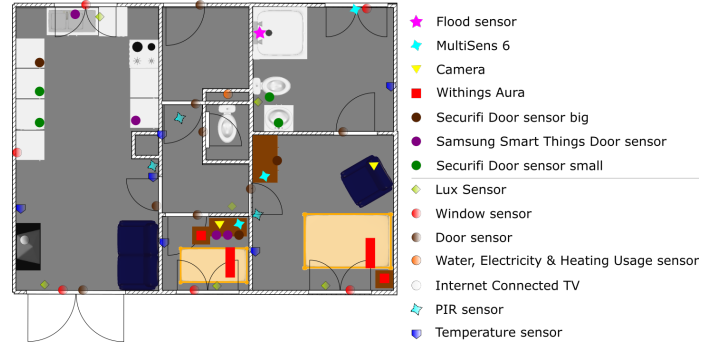 Flood sensor
MultiSens 6
Camera
Withings Aura
Securifi Door sensor big
Samsung Smart Things Door sensor
Securifi Door sensor small
Lux Sensor
Window sensor
Door sensor
Water, Electricity & Heating Usage sensor
Internet Connected TV
PIR sensor
Temperature sensor